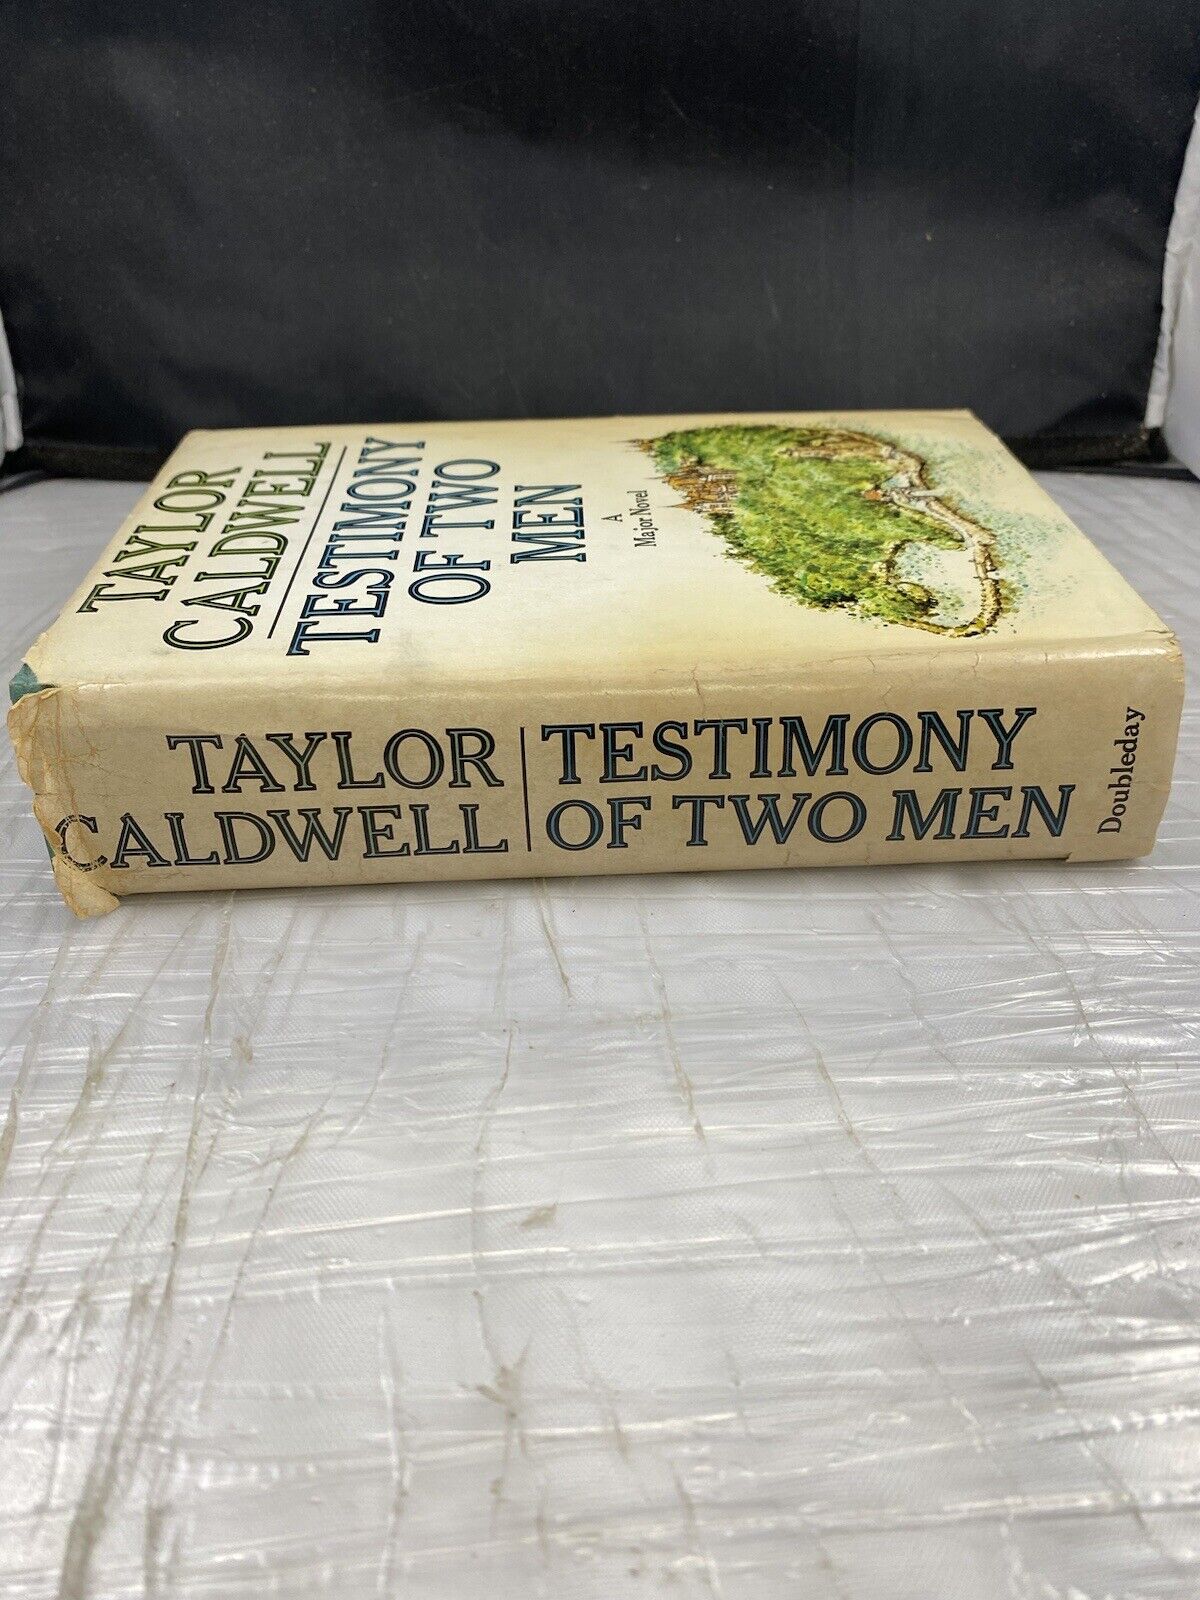 TAYLOR
CALDWELL
TESTIMONY
OF TWO
MEN
A
Major Novel
TAYLOR
CALDWELL
TESTIMONY
OF TWO MEN
Doubleday